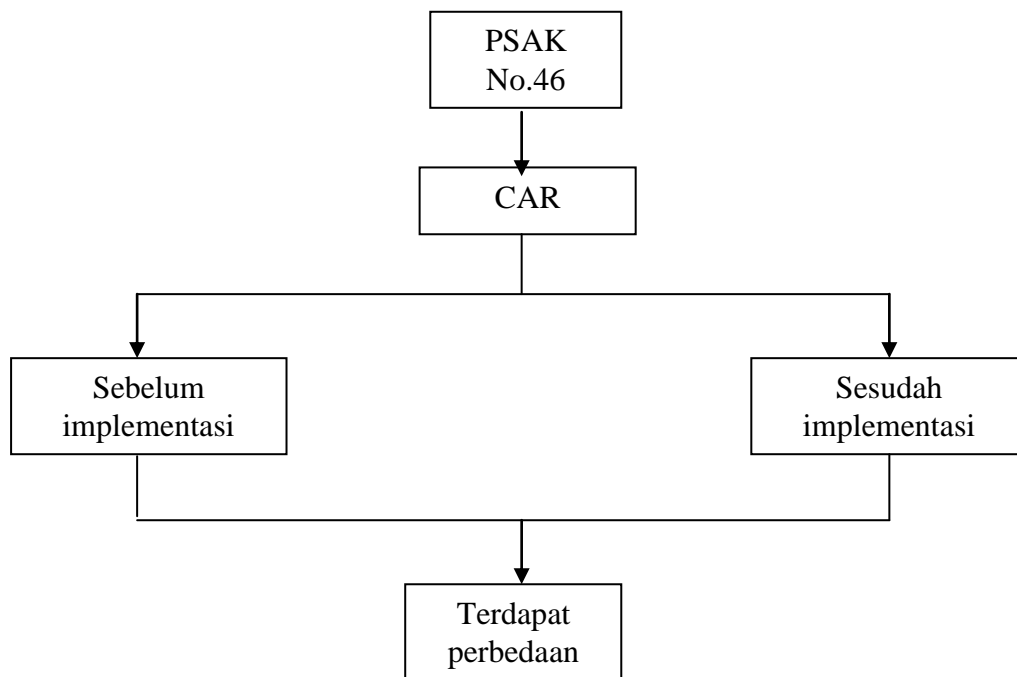 PSAK
No.46
CAR
Sebelum
implementasi
Sesudah
implementasi
Terdapat
perbedaan